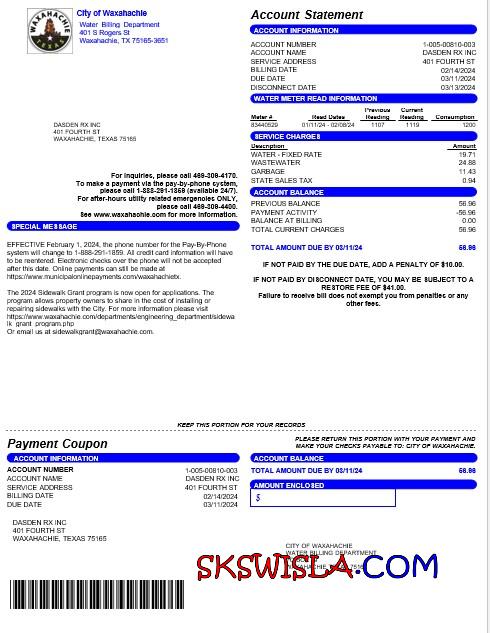 WAXAHACHIE
TEXAS
City of Waxahachie
Water Billing Department
401 S Rogers St
Waxahachie, TX 75165-3651
DASDEN RX INC
401 FOURTH ST
WAXAHACHIE, TEXAS 75165
For inquiries, please call 469-309-4170.
To make a payment via the pay-by-phone system,
please call 1-888-291-1859 (available 24/7).
For after-hours utility related emergencies ONLY,
please call 469-309-4400.
See www.waxahachie.com for more information.
SPECIAL MESSAGE
EFFECTIVE February 1, 2024, the phone number for the Pay-By-Phone
system will change to 1-888-291-1859. All credit card information will have
to be reentered. Electronic checks over the phone will not be accepted
after this date. Online payments can still be made at
https://www.municipalonlinepayments.com/waxahachietx.
The 2024 Sidewalk Grant program is now open for applications. The
program allows property owners to share in the cost of installing or
repairing sidewalks with the City. For more information please visit
https://www.waxahachie.com/departments/engineering_department/sidewa
lk_grant_program.php
Or email us at sidewalkgrant@waxahachie.com.
Account Statement
ACCOUNT INFORMATION
ACCOUNT NUMBER 1-005-00810-003
ACCOUNT NAME DASDEN RX INC
SERVICE ADDRESS 401 FOURTH ST
BILLING DATE 02/14/2024
DUE DATE 03/11/2024
DISCONNECT DATE 03/13/2024
WATER METER READ INFORMATION
Previous Current
Meter # Read Dates Reading Reading Consumption
83440529 01/11/24 - 02/08/24 1107 1119 1200
SERVICE CHARGES
Description Amount
WATER - FIXED RATE 19.71
WASTEWATER 24.88
GARBAGE 11.43
STATE SALES TAX 0.94
ACCOUNT BALANCE
PREVIOUS BALANCE 56.96
PAYMENT ACTIVITY -56.96
BALANCE AT BILLING 0.00
TOTAL CURRENT CHARGES 56.96
TOTAL AMOUNT DUE BY 03/11/24 56.96
IF NOT PAID BY THE DUE DATE, ADD A PENALTY OF $10.00.
IF NOT PAID BY DISCONNECT DATE, YOU MAY BE SUBJECT TO A
RESTORE FEE OF $41.00.
Failure to receive bill does not exempt you from penalties or any
other fees.
KEEP THIS PORTION FOR YOUR RECORDS
Payment Coupon
PLEASE RETURN THIS PORTION WITH YOUR PAYMENT AND
MAKE YOUR CHECKS PAYABLE TO: CITY OF WAXAHACHIE.
ACCOUNT INFORMATION
ACCOUNT NUMBER 1-005-00810-003
ACCOUNT NAME DASDEN RX INC
SERVICE ADDRESS 401 FOURTH ST
BILLING DATE 02/14/2024
DUE DATE 03/11/2024
ACCOUNT BALANCE
TOTAL AMOUNT DUE BY 03/11/24 56.96
AMOUNT ENCLOSED
$
DASDEN RX INC
401 FOURTH ST
WAXAHACHIE, TEXAS 75165
CITY OF WAXAHACHIE
WATER BILLING DEPARTMENT
SKSWISLA.COM